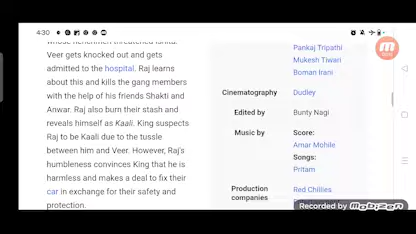 4:30
whose henchmen threatened Ishita.
Veer gets knocked out and gets
admitted to the hospital. Raj learns
about this and kills the gang members
with the help of his friends Shakti and
Anwar. Raj also burn their stash and
reveals himself as Kaali. King suspects
Raj to be Kaali due to the tussle
between him and Veer. However, Raj's
humbleness convinces King that he is
harmless and makes a deal to fix their
car in exchange for their safety and
protection.
Pankaj Tripathi
Mukesh Tiwari
Boman Irani
Cinematography
Dudley
Edited by
Bunty Nagi
Music by
Score:
Amar Mohile
Songs:
Pritam
Production
companies
Red Chillies
Recorded by
Mobizen